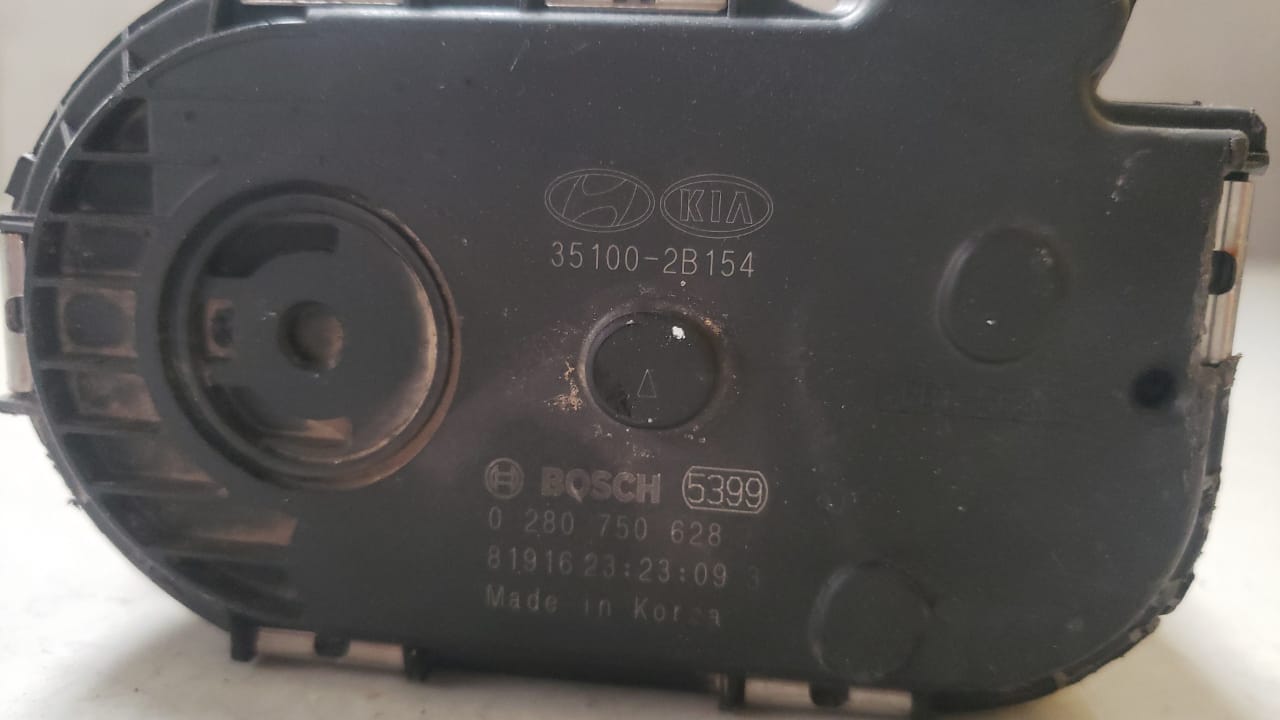 KIA
35100-2B154
BOSCH 5399
0 280 750 628
81916 23:23:09 3
Made in Korea